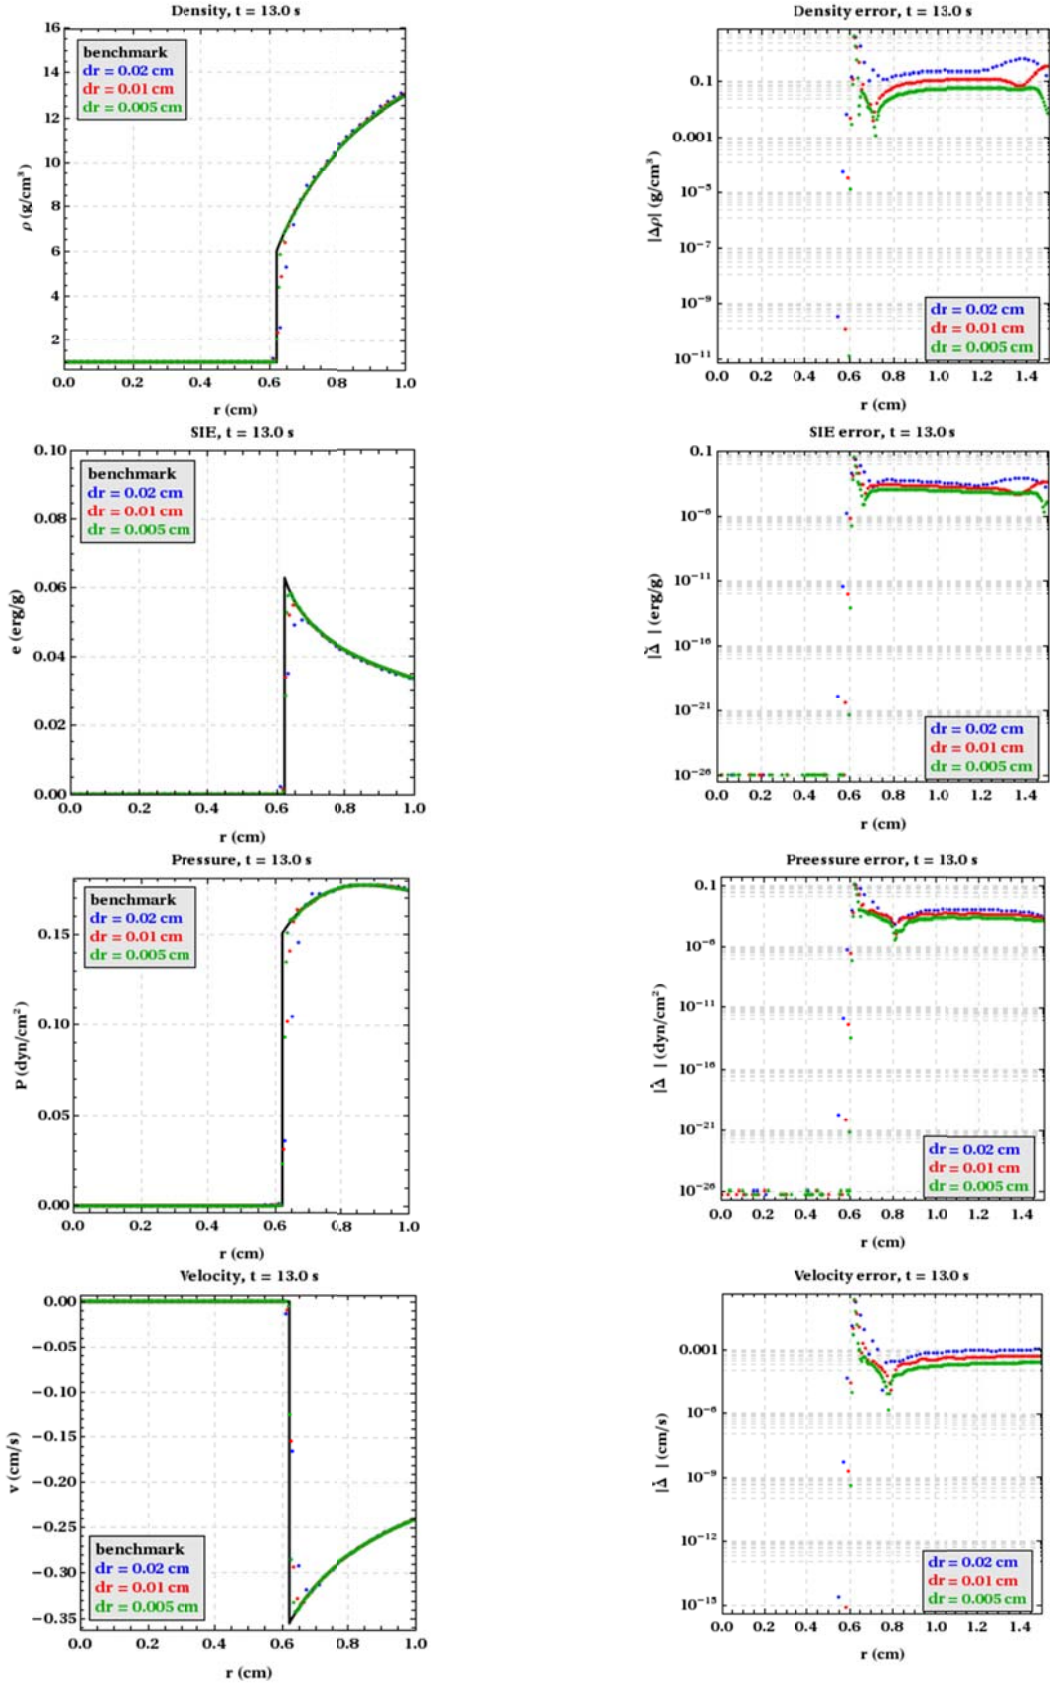 Density, t = 13.0 s
16
14
12
10
8
6
4
2
ρ (g/cm³)
benchmark
dr = 0.02 cm
dr = 0.01 cm
dr = 0.005 cm
0.0 0.2 0.4 0.6 0.8 1.0
r (cm)
Density error, t = 13.0 s
0.1
0.001
10⁻⁵
10⁻⁷
10⁻⁹
10⁻¹¹
|Δρ| (g/cm³)
dr = 0.02 cm
dr = 0.01 cm
dr = 0.005 cm
0.0 0.2 0.4 0.6 0.8 1.0 1.2 1.4
r (cm)
SIE, t = 13.0 s
0.10
0.08
0.06
0.04
0.02
0.00
e (erg/g)
benchmark
dr = 0.02 cm
dr = 0.01 cm
dr = 0.005 cm
0.0 0.2 0.4 0.6 0.8 1.0
r (cm)
SIE error, t = 13.0 s
0.1
10⁻⁶
10⁻¹¹
10⁻¹⁶
10⁻²¹
10⁻²⁶
| (erg/g)
dr = 0.02 cm
dr = 0.01 cm
dr = 0.005 cm
0.0 0.2 0.4 0.6 0.8 1.0 1.2 1.4
r (cm)
Pressure, t = 13.0 s
0.15
0.10
0.05
0.00
P (dyn/cm²)
benchmark
dr = 0.02 cm
dr = 0.01 cm
dr = 0.005 cm
0.0 0.2 0.4 0.6 0.8 1.0
r (cm)
Preessure error, t = 13.0 s
0.1
10⁻⁶
10⁻¹¹
10⁻¹⁶
10⁻²¹
10⁻²⁶
| (dyn/cm²)
dr = 0.02 cm
dr = 0.01 cm
dr = 0.005 cm
0.0 0.2 0.4 0.6 0.8 1.0 1.2 1.4
r (cm)
Velocity, t = 13.0 s
0.00
−0.05
−0.10
−0.15
−0.20
−0.25
−0.30
−0.35
v (cm/s)
benchmark
dr = 0.02 cm
dr = 0.01 cm
dr = 0.005 cm
0.0 0.2 0.4 0.6 0.8 1.0
r (cm)
Velocity error, t = 13.0 s
0.001
10⁻⁶
10⁻⁹
10⁻¹²
10⁻¹⁵
| (cm/s)
dr = 0.02 cm
dr = 0.01 cm
dr = 0.005 cm
0.0 0.2 0.4 0.6 0.8 1.0 1.2 1.4
r (cm)